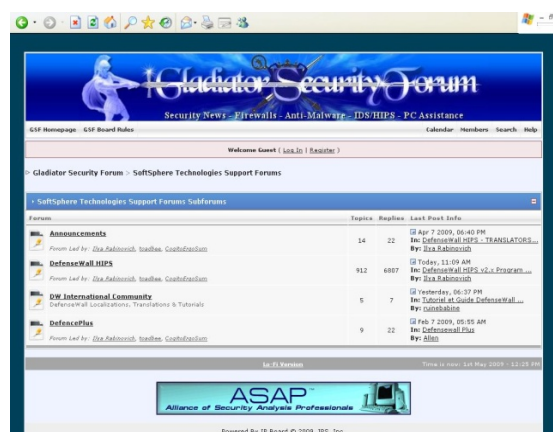 Gladiator Security Forum
Security News - Firewalls - Anti-Malware - IDS/HIPS - PC Assistance
GSF Homepage GSF Board Rules Calendar Members Search Help
Welcome Guest ( Log In | Register )
Gladiator Security Forum > SoftSphere Technologies Support Forums
SoftSphere Technologies Support Forums Subforums
Forum Topics Replies Last Post Info
Announcements
Forum Led by: Ilya Rabinovich, toadbee, CogitoErgoSum
14 22
Apr 7 2009, 06:40 PM
In: DefenseWall HIPS - TRANSLATORS...
By: Ilya Rabinovich
DefenseWall HIPS
Forum Led by: Ilya Rabinovich, toadbee, CogitoErgoSum
912 6807
Today, 11:09 AM
In: DefenseWall HIPS v2.x Program ...
By: Ilya Rabinovich
DW International Community
DefenseWall Localizations, Translations & Tutorials
5 7
Yesterday, 06:37 PM
In: Tutoriel et Guide DefenseWall ...
By: ruinebabine
DefencePlus
Forum Led by: Ilya Rabinovich, toadbee, CogitoErgoSum
9 22
Feb 7 2009, 05:55 AM
In: Defensewall Plus
By: Allen
Lo-Fi Version Time is now: 1st May 2009 - 12:25 PM
ASAP
Alliance of Security Analysis Professionals
Powered By IP.Board © 2009 IPS, Inc.